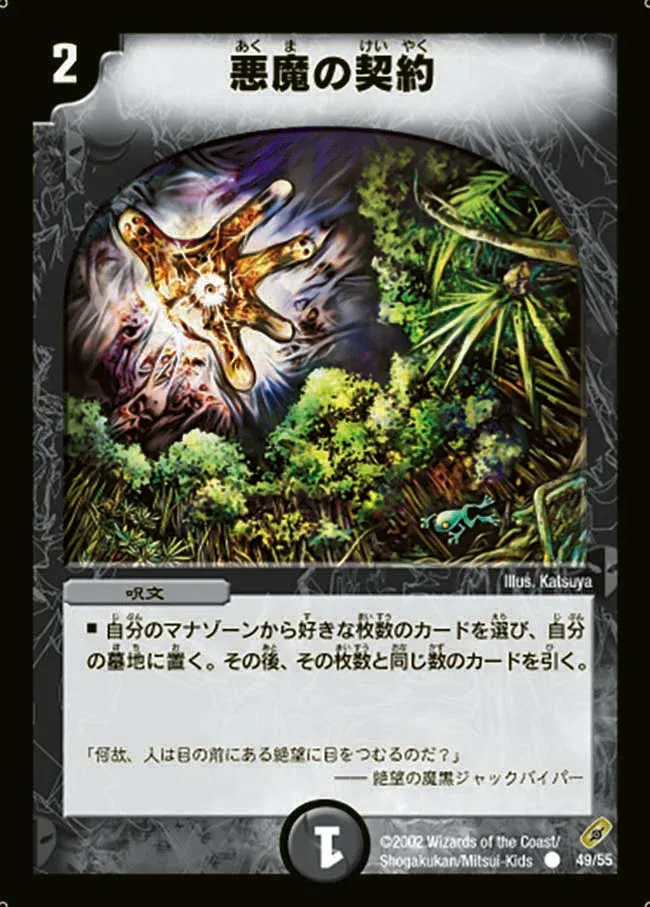 2
悪魔の契約
あくま けいやく
Illus. Katsuya
呪文
■ 自分のマナゾーンから好きな枚数のカードを選び、自分
の墓地に置く。その後、その枚数と同じ数のカードを引く。
「何故、人は目の前にある絶望に目をつむるのだ?」
—— 絶望の魔黒ジャックバイパー
1
©2002 Wizards of the Coast/
Shogakukan/Mitsui-Kids ● 49/55